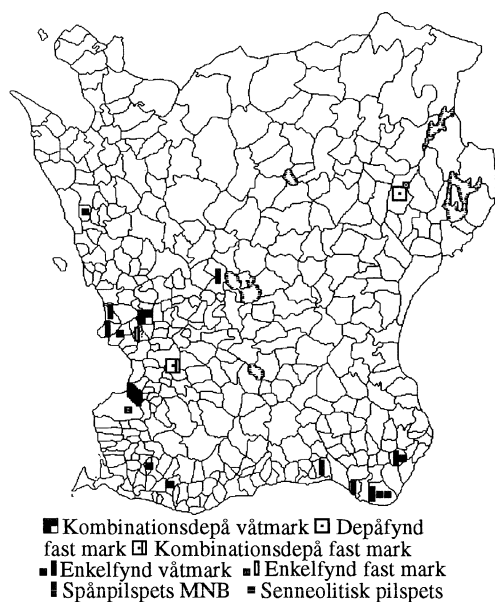 Kombinationsdepå våtmark Depåfynd
fast mark Kombinationsdepå fast mark
Enkelfynd våtmark Enkelfynd fast mark
Spånpilspets MNB Senneolitisk pilspets